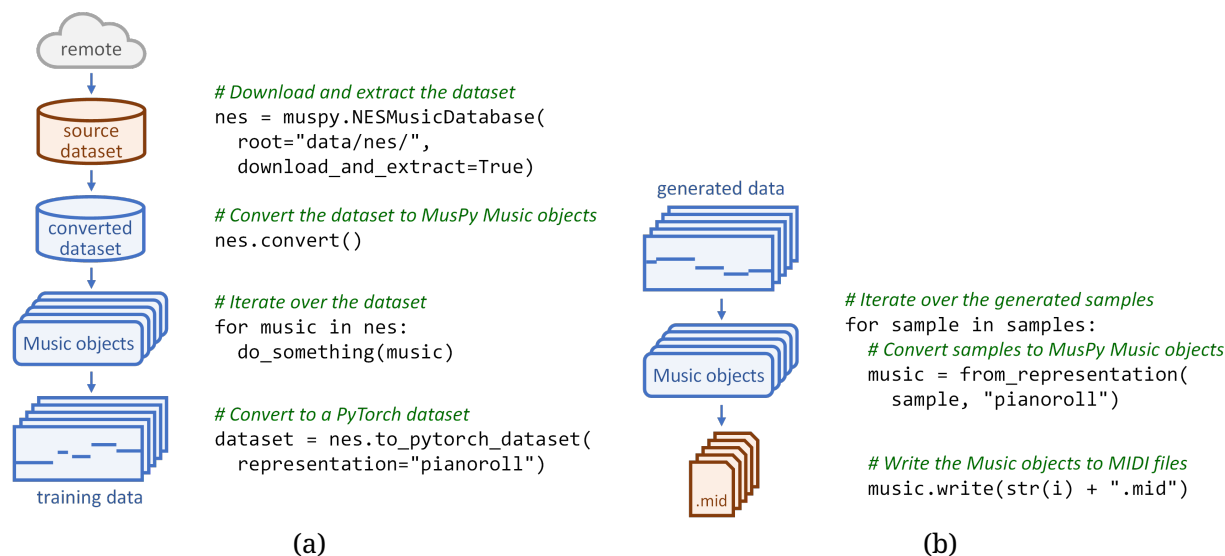 remote
source
dataset
converted
dataset
Music objects
training data
# Download and extract the dataset
nes = muspy.NESMusicDatabase(
  root="data/nes/",
  download_and_extract=True)
# Convert the dataset to MusPy Music objects
nes.convert()
# Iterate over the dataset
for music in nes:
  do_something(music)
# Convert to a PyTorch dataset
dataset = nes.to_pytorch_dataset(
  representation="pianoroll")
(a)
generated data
Music objects
.mid
# Iterate over the generated samples
for sample in samples:
  # Convert samples to MusPy Music objects
  music = from_representation(
    sample, "pianoroll")
  # Write the Music objects to MIDI files
  music.write(str(i) + ".mid")
(b)